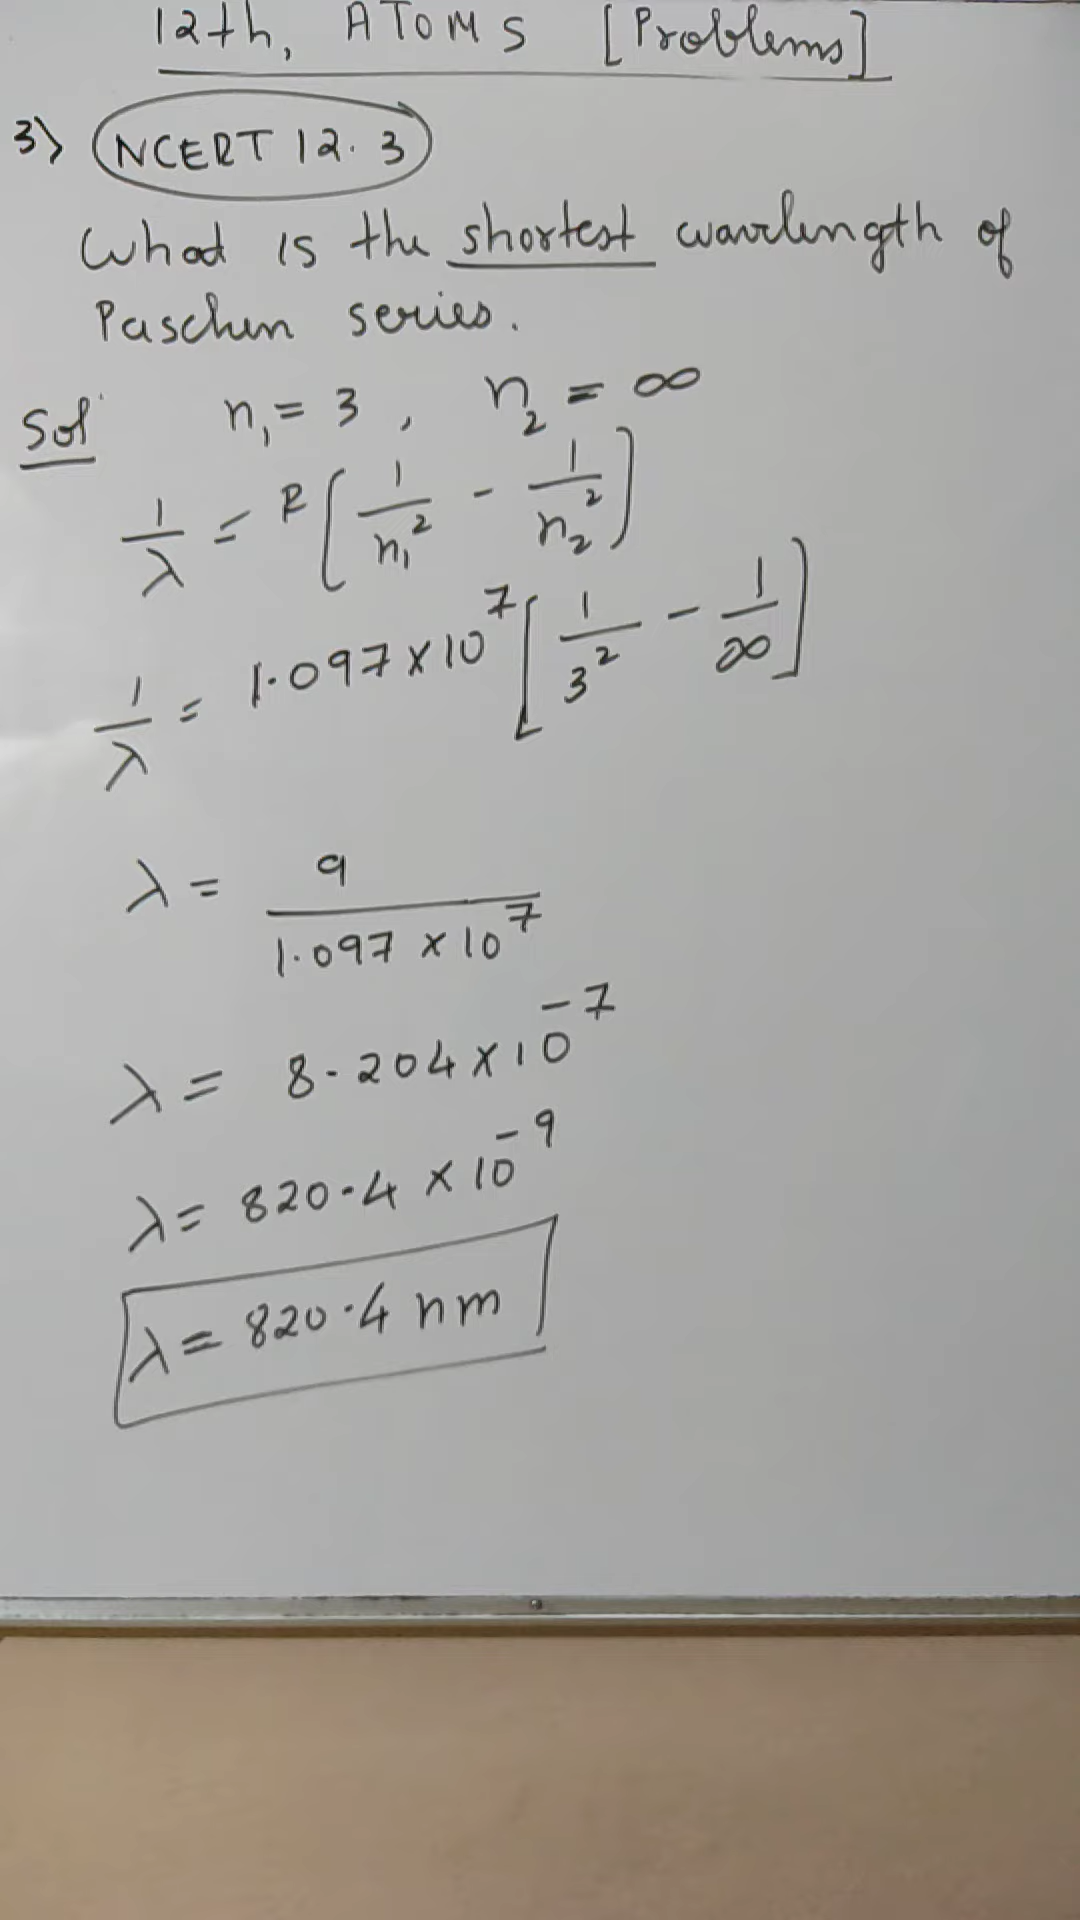 12th, ATOMS [Problems]
3) NCERT 12.3
What is the shortest wavelength of
Paschen series.
Sol n₁ = 3 , n₂ = ∞
1/λ = R [1/n₁² - 1/n₂²]
1/λ = 1.097 × 10⁷ [1/3² - 1/∞]
λ = 9/1.097 × 10⁷
λ = 8.204 × 10⁻⁷
λ = 820.4 × 10⁻⁹
λ = 820.4 nm